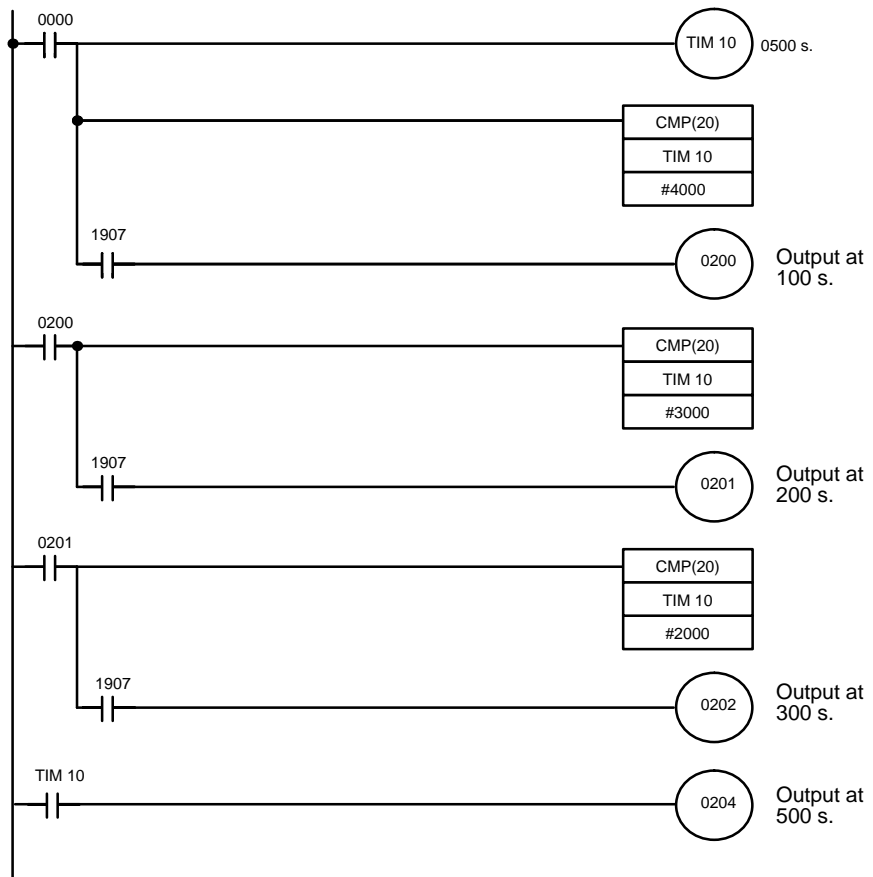 0000
TIM 10 0500 s.
CMP(20)
TIM 10
#4000
1907
0200 Output at
100 s.
0200
CMP(20)
TIM 10
#3000
1907
0201 Output at
200 s.
0201
CMP(20)
TIM 10
#2000
1907
0202 Output at
300 s.
TIM 10
0204 Output at
500 s.